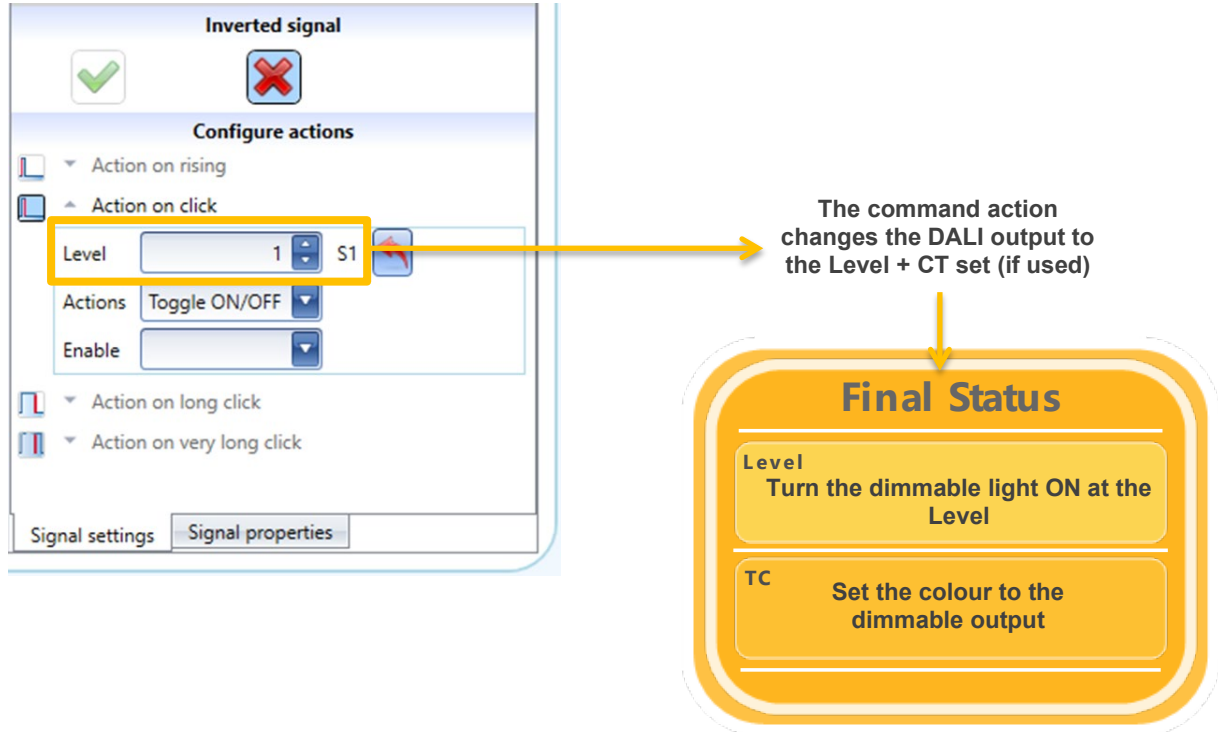 Inverted signal
Configure actions
Action on rising
Action on click
Level 1 S1
Actions Toggle ON/OFF
Enable
Action on long click
Action on very long click
Signal settings Signal properties
The command action
changes the DALI output to
the Level + CT set (if used)
Final Status
Level
Turn the dimmable light ON at the
Level
TC
Set the colour to the
dimmable output